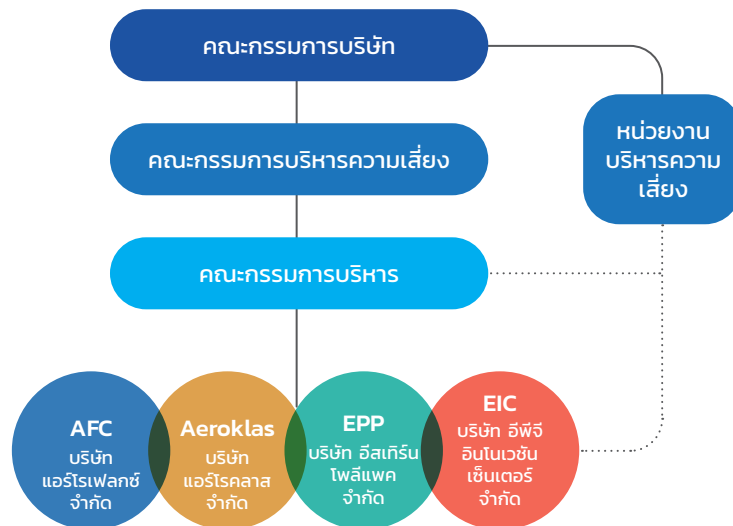 คณะกรรมการบริษัท
คณะกรรมการบริหารความเสี่ยง
หน่วยงาน
บริหารความ
เสี่ยง
คณะกรรมการบริหาร
AFC
บริษัท
แอร์โรเฟลกซ์
จำกัด
Aeroklas
บริษัท
แอร์โรคลาส
จำกัด
EPP
บริษัท อีสเทิร์น
โพลีแพค
จำกัด
EIC
บริษัท อีพีจี
อินโนเวชัน
เซ็นเตอร์
จำกัด